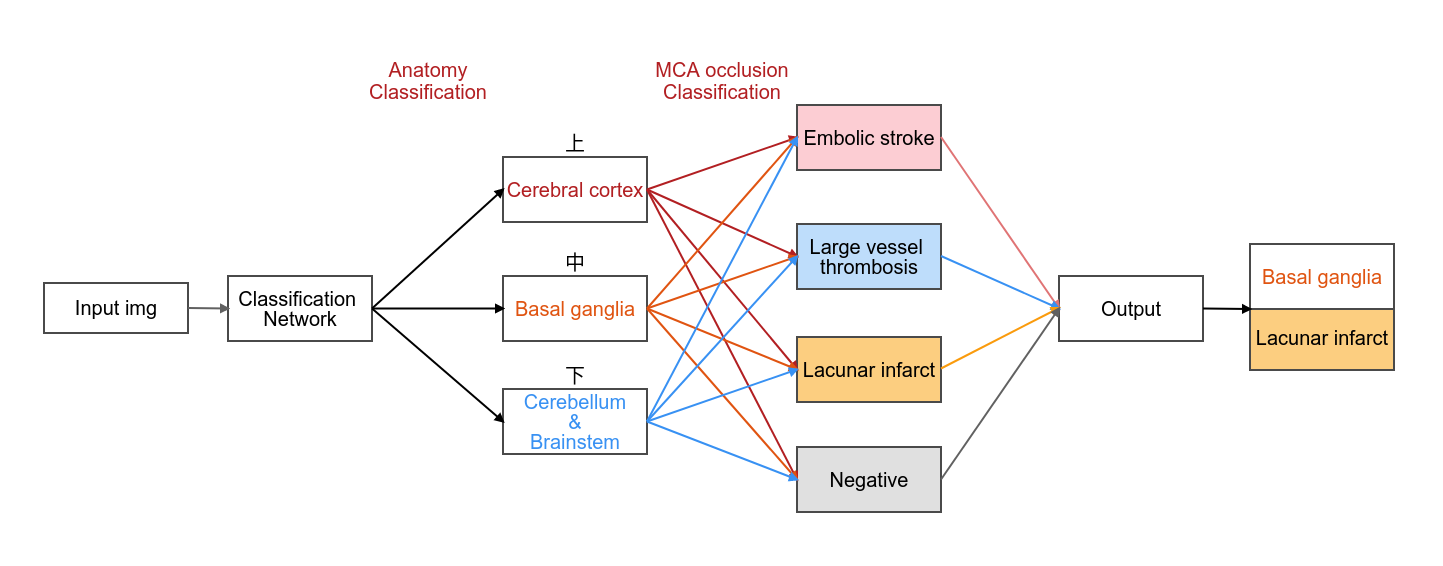 Anatomy
Classification
MCA occlusion
Classification
Input img
Classification
Network
上
Cerebral cortex
中
Basal ganglia
下
Cerebellum
&
Brainstem
Embolic stroke
Large vessel
thrombosis
Lacunar infarct
Negative
Output
Basal ganglia
Lacunar infarct